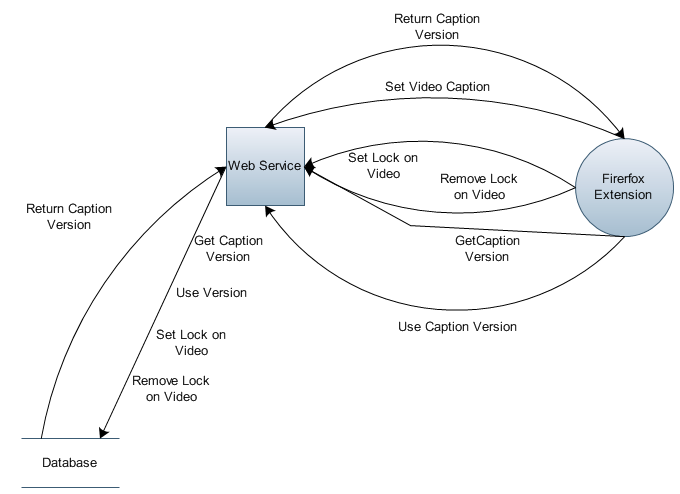 Return Caption
Version
Set Video Caption
Web Service
Set Lock on
Video
Remove Lock
on Video
Firerfox
Extension
GetCaption
Version
Use Caption Version
Return Caption
Version
Get Caption
Version
Use Version
Set Lock on
Video
Remove Lock
on Video
Database